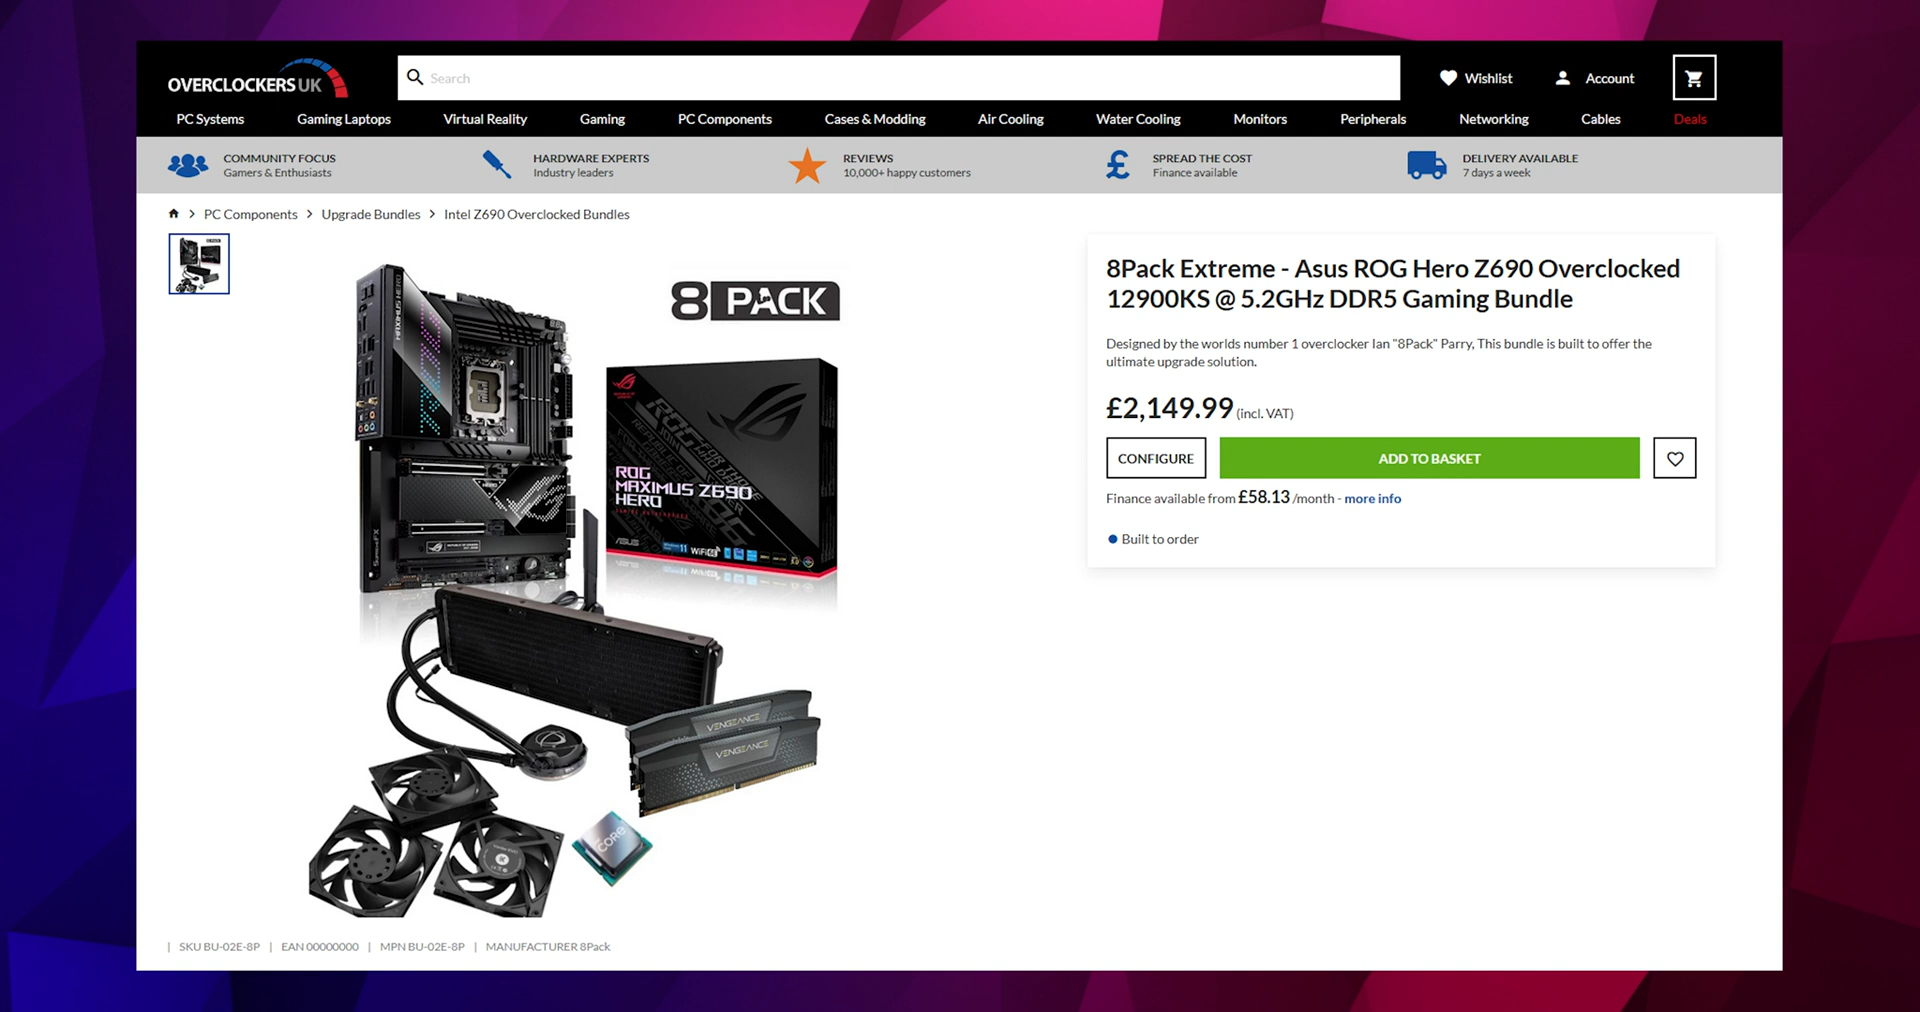 OVERCLOCKERS UK
Search
Wishlist
Account
PC Systems
Gaming Laptops
Virtual Reality
Gaming
PC Components
Cases & Modding
Air Cooling
Water Cooling
Monitors
Peripherals
Networking
Cables
Deals
COMMUNITY FOCUS
Gamers & Enthusiasts
HARDWARE EXPERTS
Industry leaders
REVIEWS
10,000+ happy customers
SPREAD THE COST
Finance available
DELIVERY AVAILABLE
7 days a week
PC Components > Upgrade Bundles > Intel Z690 Overclocked Bundles
8 PACK
MAXIMUS HERO
ROG
MAXIMUS Z690
HERO
ASUS
WiFi 6E
VENGEANCE
VENGEANCE
CORE
8Pack Extreme - Asus ROG Hero Z690 Overclocked
12900KS @ 5.2GHz DDR5 Gaming Bundle
Designed by the worlds number 1 overclocker Ian "8Pack" Parry, This bundle is built to offer the
ultimate upgrade solution.
£2,149.99 (incl. VAT)
CONFIGURE
ADD TO BASKET
Finance available from £58.13 /month - more info
Built to order
| SKU BU-02E-8P | EAN 00000000 | MPN BU-02E-8P | MANUFACTURER 8Pack